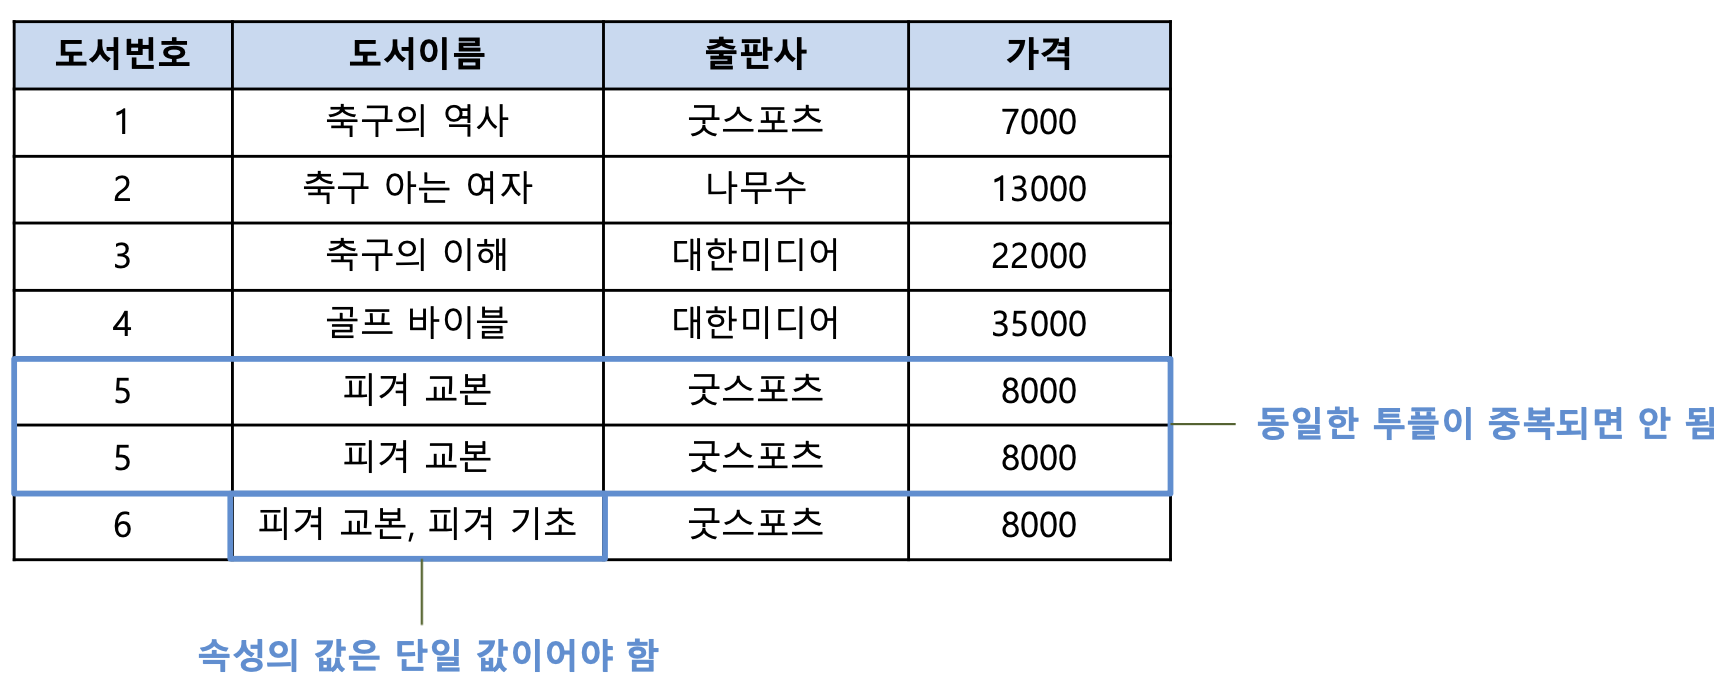 도서번호 도서이름 출판사 가격
1 축구의 역사 굿스포츠 7000
2 축구 아는 여자 나무수 13000
3 축구의 이해 대한미디어 22000
4 골프 바이블 대한미디어 35000
5 피겨 교본 굿스포츠 8000
5 피겨 교본 굿스포츠 8000
동일한 투플이 중복되면 안 됨
6 피겨 교본, 피겨 기초 굿스포츠 8000
속성의 값은 단일 값이어야 함